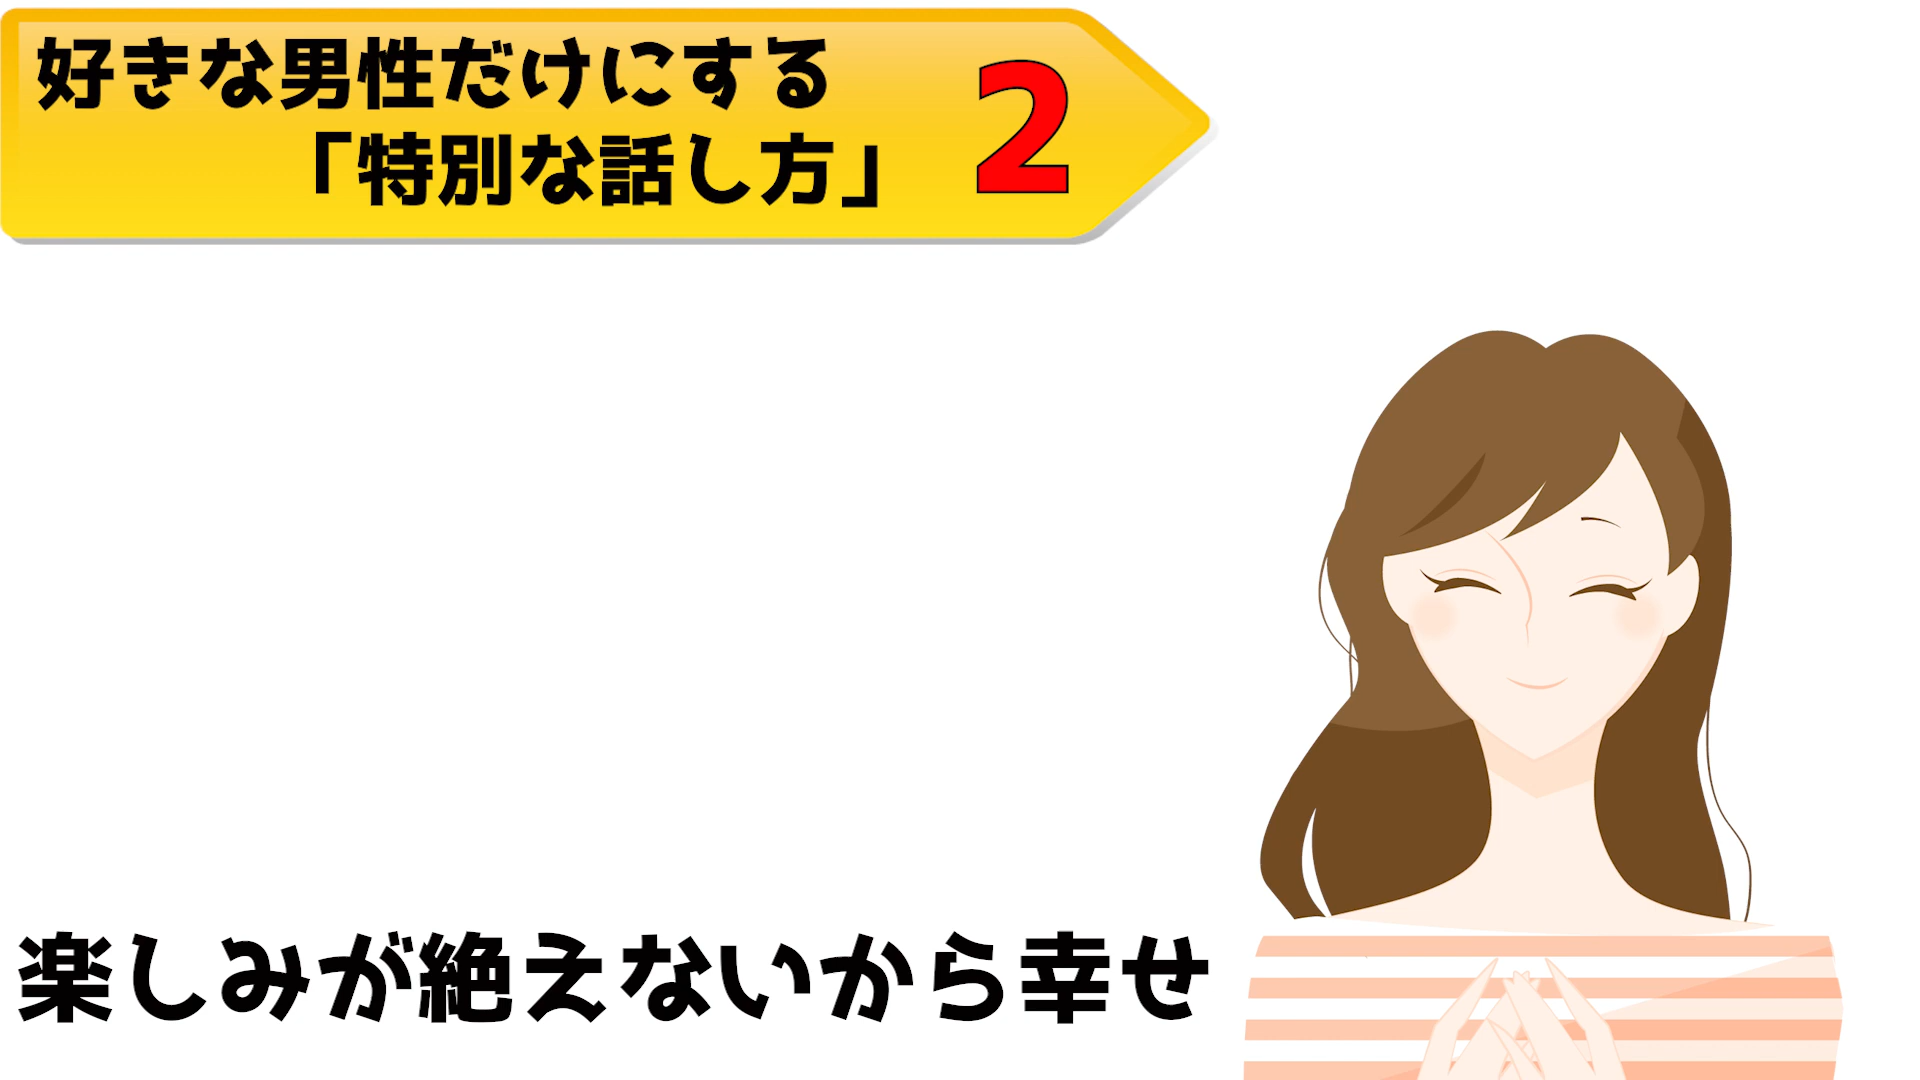 好きな男性だけにする
「特別な話し方」
2
楽しみが絶えないから幸せ